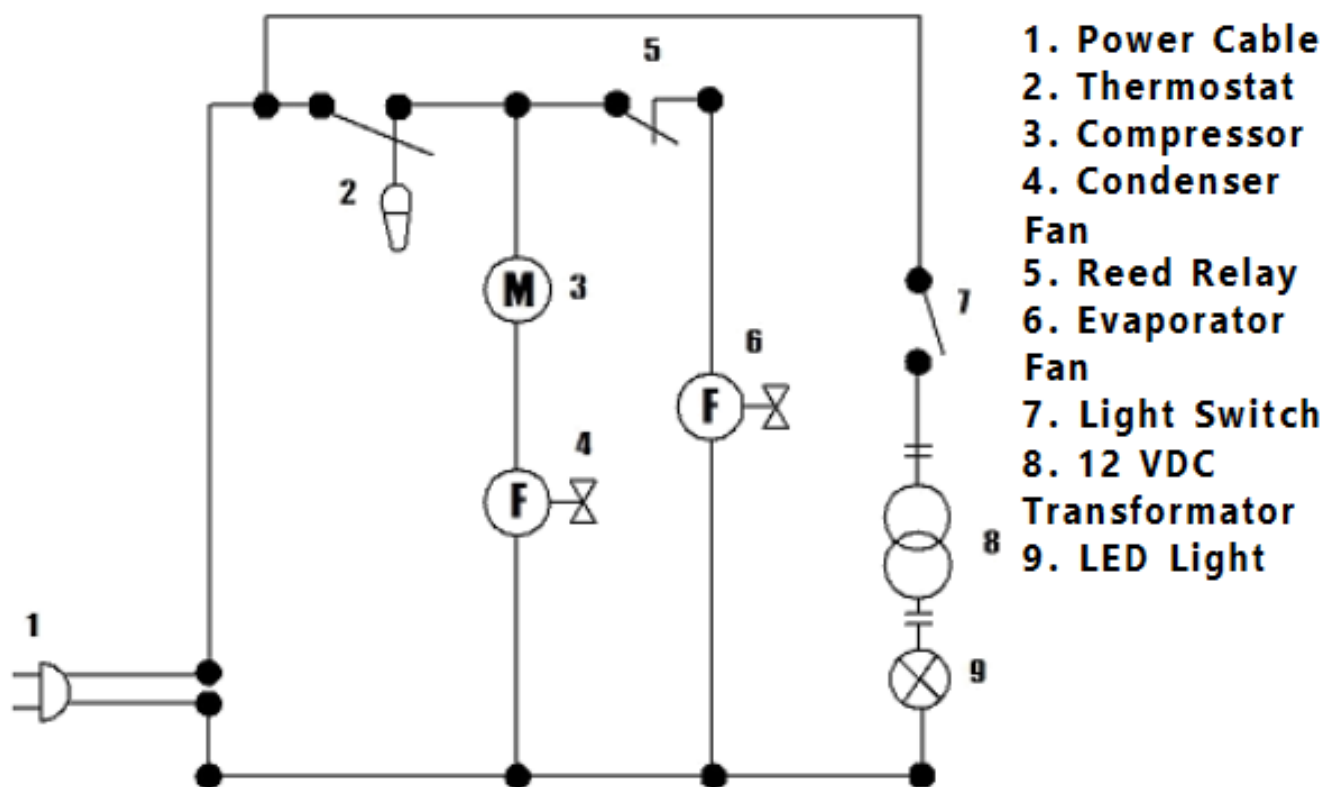 5
1. Power Cable
2. Thermostat
3. Compressor
4. Condenser
Fan
5. Reed Relay
6. Evaporator
Fan
7. Light Switch
8. 12 VDC
Transformator
9. LED Light
2
M 3
7
6
F
4
F
8
1
9